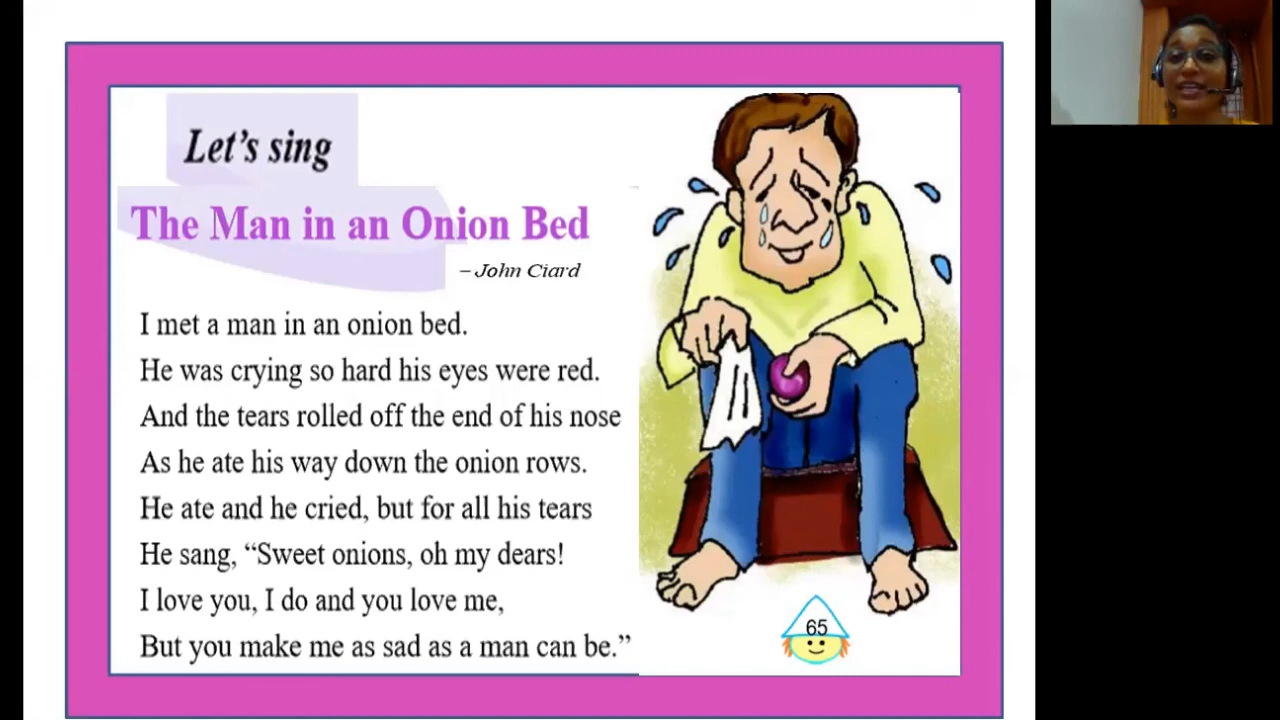 Let's sing
The Man in an Onion Bed
– John Ciard
I met a man in an onion bed.
He was crying so hard his eyes were red.
And the tears rolled off the end of his nose
As he ate his way down the onion rows.
He ate and he cried, but for all his tears
He sang, “Sweet onions, oh my dears!
I love you, I do and you love me,
But you make me as sad as a man can be.”
65